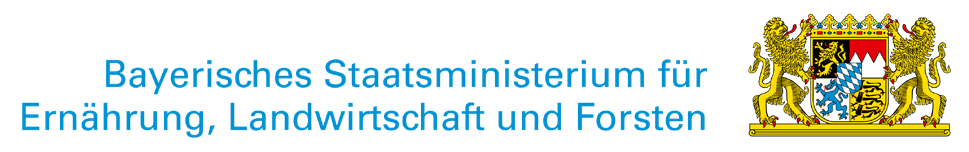 Bayerisches Staatsministerium für
Ernährung, Landwirtschaft und Forsten